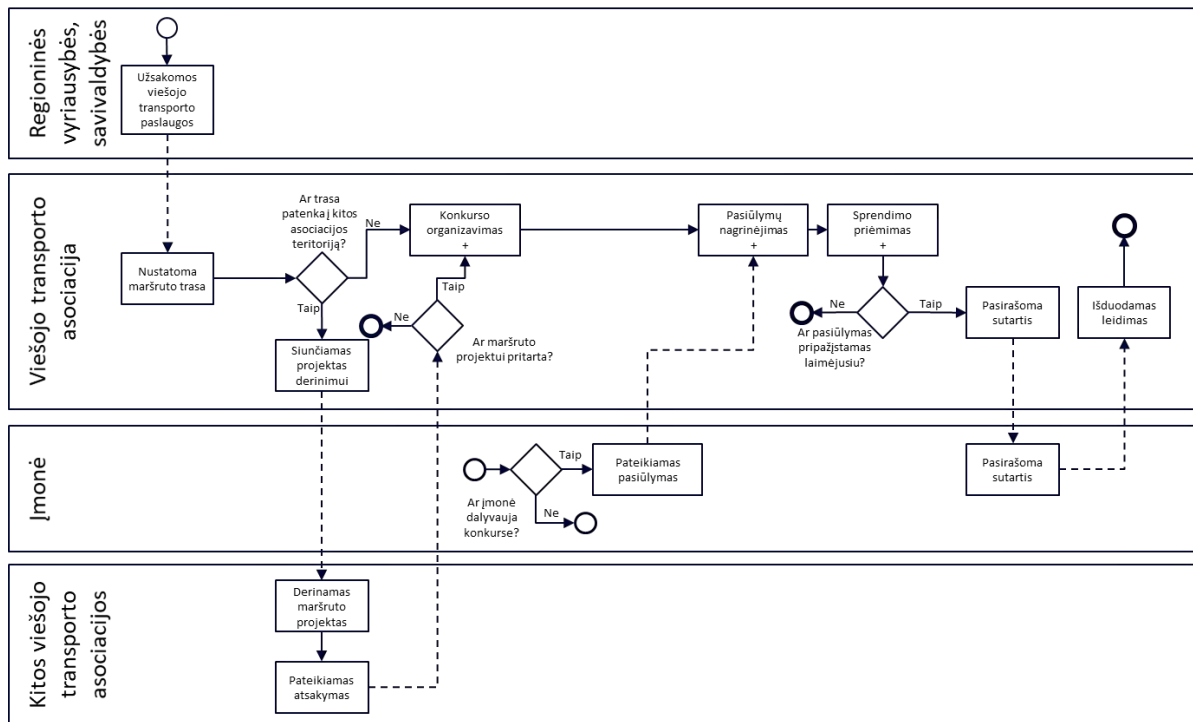 Regioninės
vyriausybės,
savivaldybės
Užsakomos
viešojo
transporto
paslaugos
Viešojo transporto
asociacija
Nustatoma
maršruto trasa
Ar trasa
patenka į kitos
asociacijos
teritoriją?
Ne
Taip
Siunčiamas
projektas
derinimui
Konkurso
organizavimas
+
Taip
Ne
Ar maršruto
projektui pritarta?
Pasiūlymų
nagrinėjimas
+
Sprendimo
priėmimas
+
Ne
Taip
Ar pasiūlymas
pripažįstamas
laimėjusiu?
Pasirašoma
sutartis
Išduodamas
leidimas
Įmonė
Ar įmonė
dalyvauja
konkurse?
Taip
Ne
Pateikiamas
pasiūlymas
Pasirašoma
sutartis
Kitos viešojo
transporto
asociacijos
Derinamas
maršruto
projektas
Pateikiamas
atsakymas